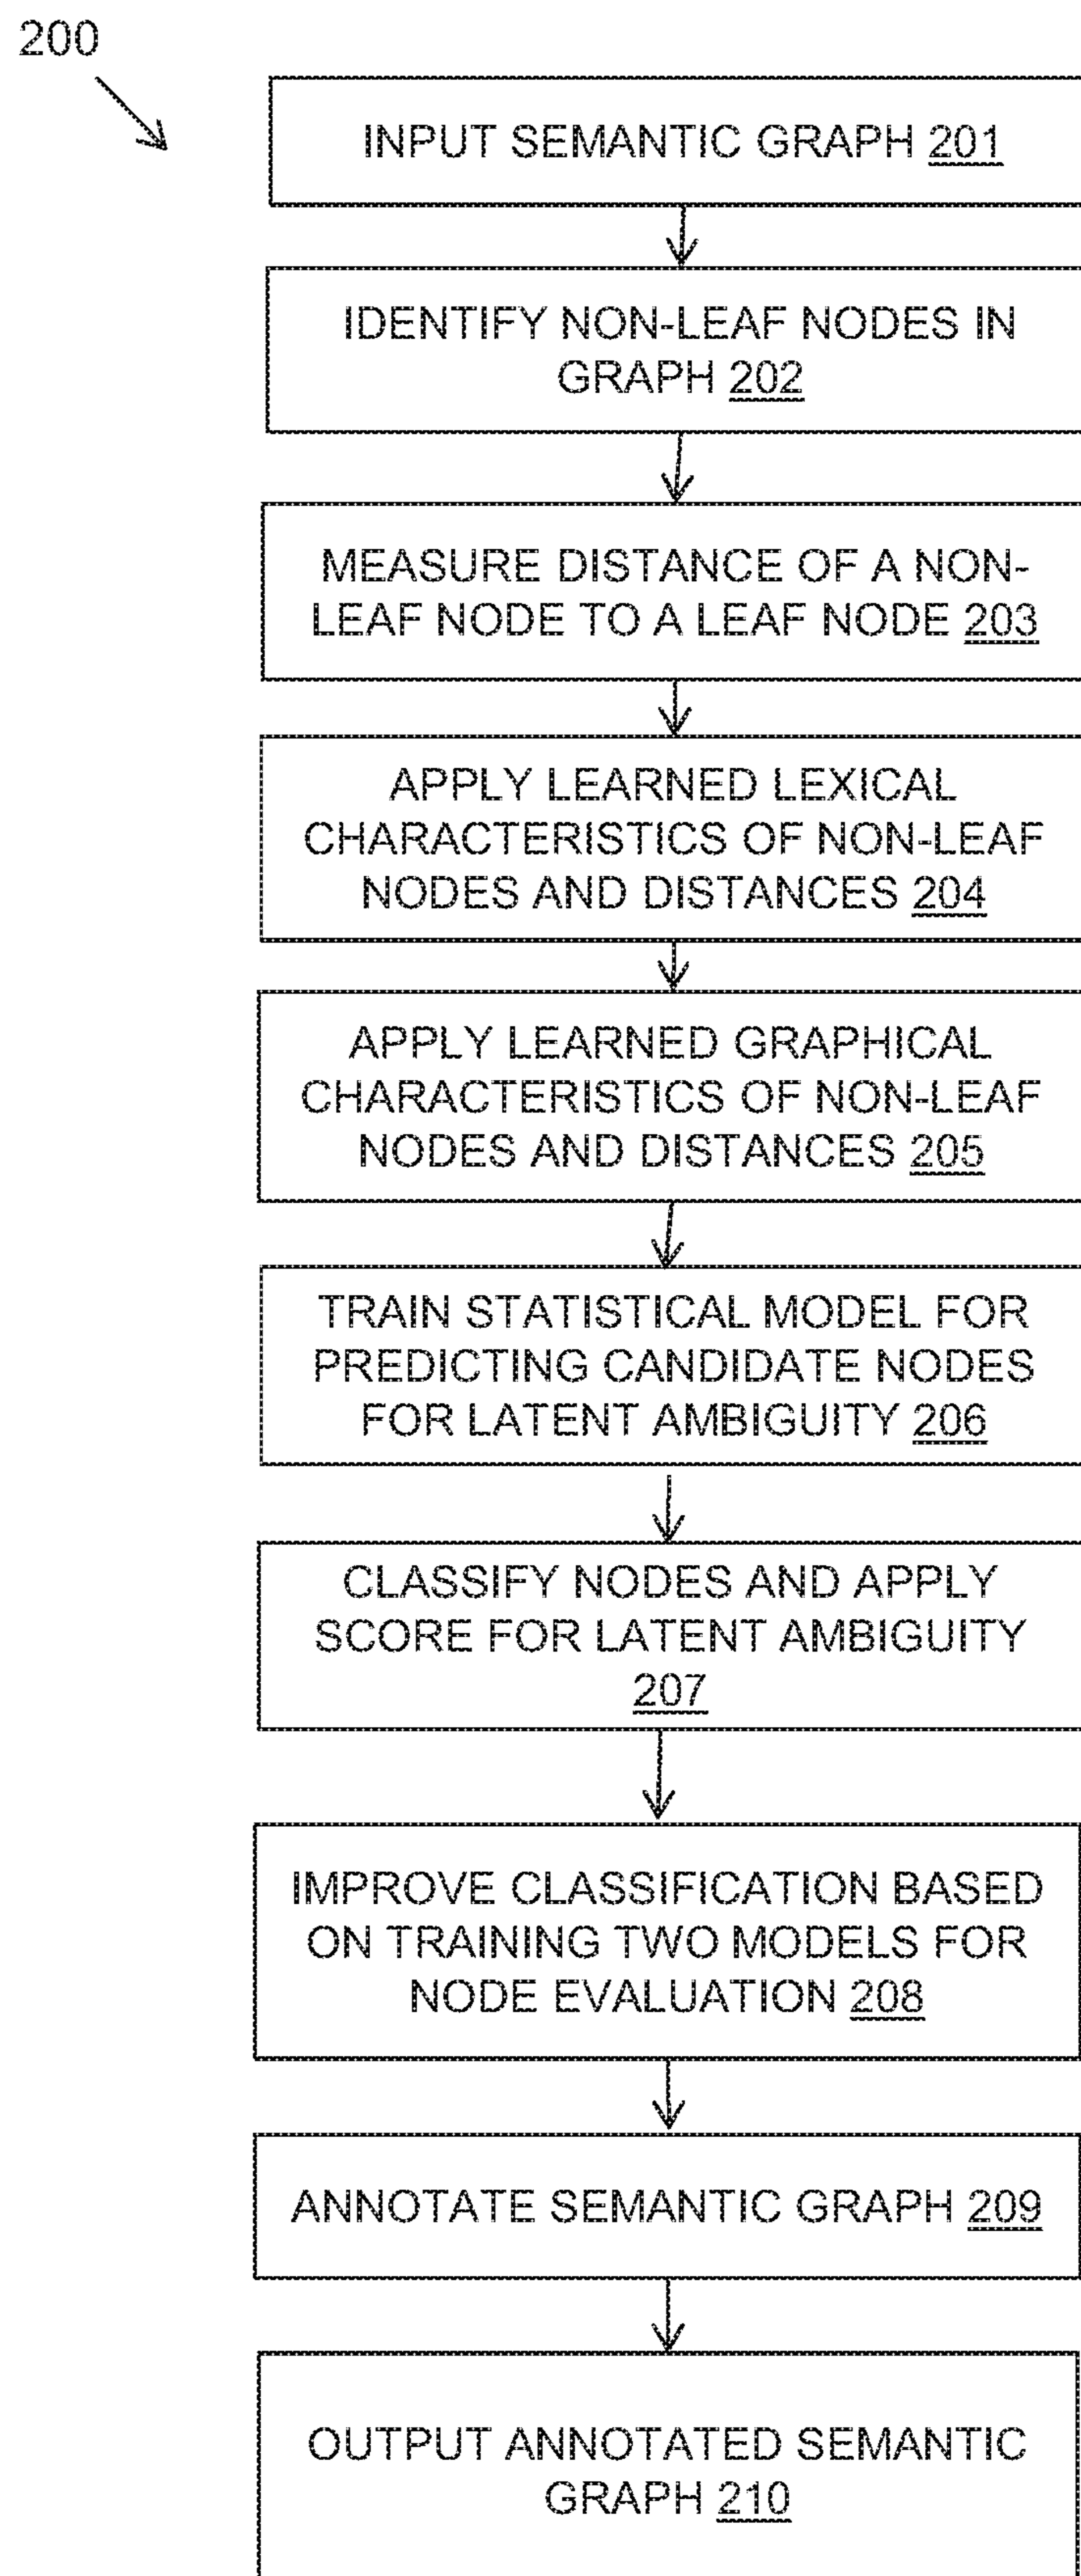 200
INPUT SEMANTIC GRAPH 201
IDENTIFY NON-LEAF NODES IN
GRAPH 202
MEASURE DISTANCE OF A NON-
LEAF NODE TO A LEAF NODE 203
APPLY LEARNED LEXICAL
CHARACTERISTICS OF NON-LEAF
NODES AND DISTANCES 204
APPLY LEARNED GRAPHICAL
CHARACTERISTICS OF NON-LEAF
NODES AND DISTANCES 205
TRAIN STATISTICAL MODEL FOR
PREDICTING CANDIDATE NODES
FOR LATENT AMBIGUITY 206
CLASSIFY NODES AND APPLY
SCORE FOR LATENT AMBIGUITY
207
IMPROVE CLASSIFICATION BASED
ON TRAINING TWO MODELS FOR
NODE EVALUATION 208
ANNOTATE SEMANTIC GRAPH 209
OUTPUT ANNOTATED SEMANTIC
GRAPH 210